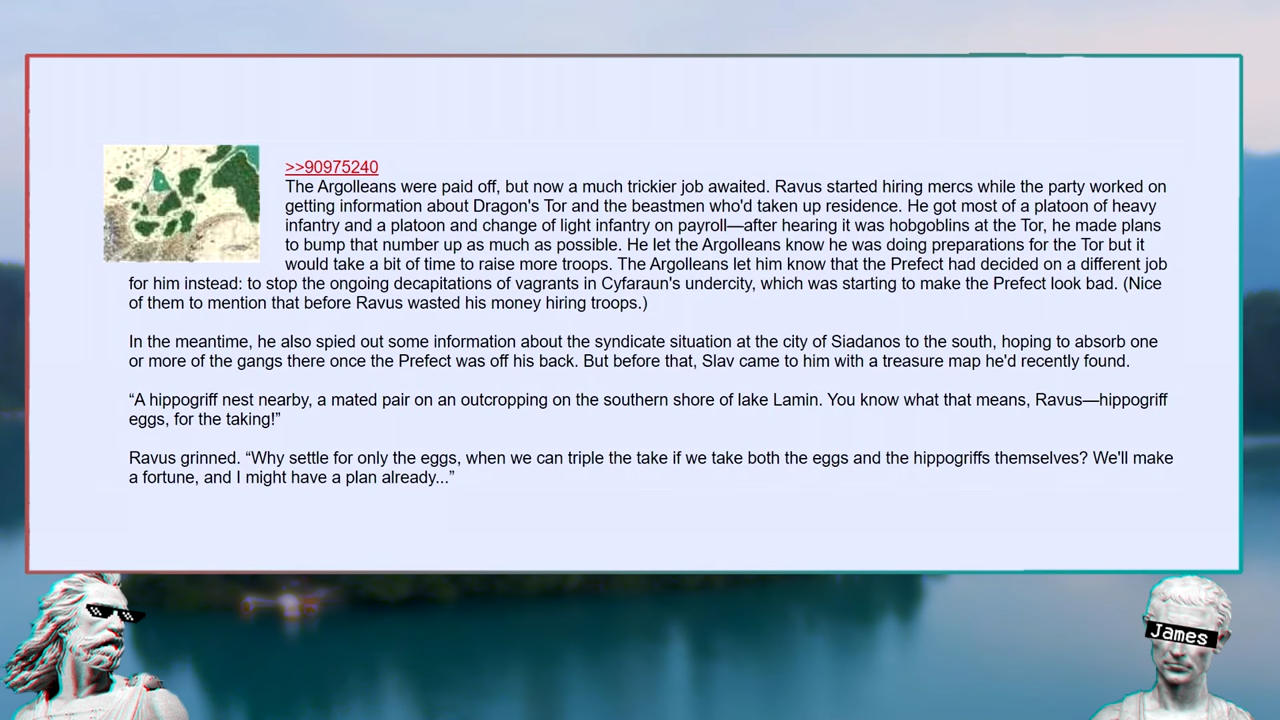 >>90975240
The Argolleans were paid off, but now a much trickier job awaited. Ravus started hiring mercs while the party worked on
getting information about Dragon's Tor and the beastmen who'd taken up residence. He got most of a platoon of heavy
infantry and a platoon and change of light infantry on payroll—after hearing it was hobgoblins at the Tor, he made plans
to bump that number up as much as possible. He let the Argolleans know he was doing preparations for the Tor but it
would take a bit of time to raise more troops. The Argolleans let him know that the Prefect had decided on a different job
for him instead: to stop the ongoing decapitations of vagrants in Cyfaraun's undercity, which was starting to make the Prefect look bad. (Nice
of them to mention that before Ravus wasted his money hiring troops.)
In the meantime, he also spied out some information about the syndicate situation at the city of Siadanos to the south, hoping to absorb one
or more of the gangs there once the Prefect was off his back. But before that, Slav came to him with a treasure map he'd recently found.
“A hippogriff nest nearby, a mated pair on an outcropping on the southern shore of lake Lamin. You know what that means, Ravus—hippogriff
eggs, for the taking!”
Ravus grinned. “Why settle for only the eggs, when we can triple the take if we take both the eggs and the hippogriffs themselves? We'll make
a fortune, and I might have a plan already...”
James